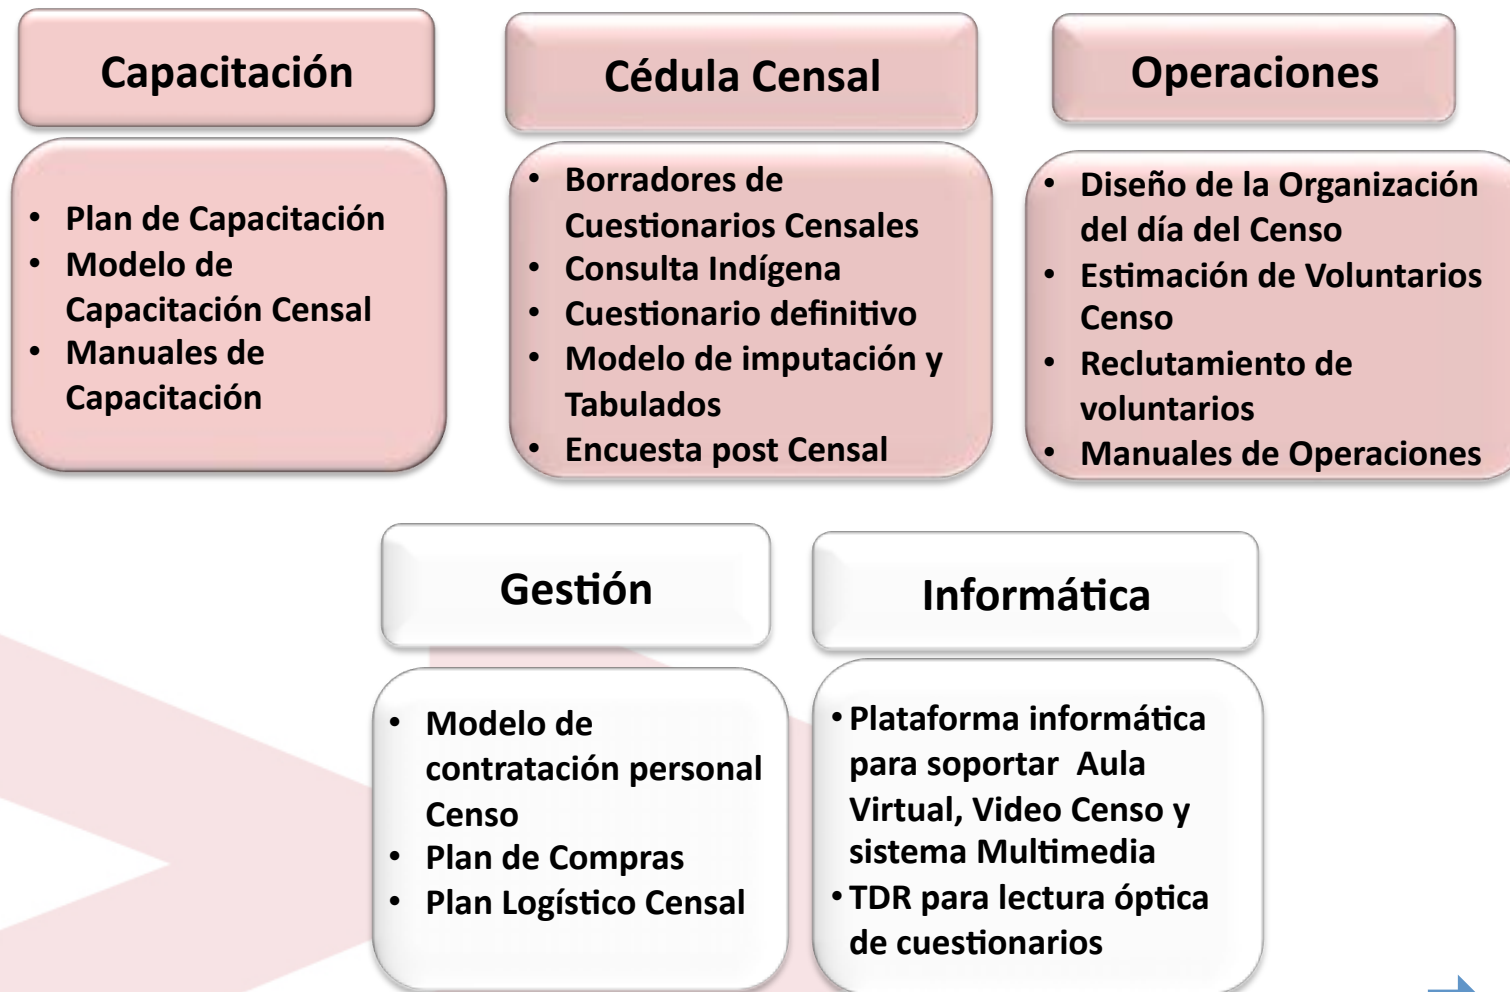 Capacitación
• Plan de Capacitación
• Modelo de
Capacitación Censal
• Manuales de
Capacitación
Cédula Censal
• Borradores de
Cuestionarios Censales
• Consulta Indígena
• Cuestionario definitivo
• Modelo de imputación y
Tabulados
• Encuesta post Censal
Operaciones
• Diseño de la Organización
del día del Censo
• Estimación de Voluntarios
Censo
• Reclutamiento de
voluntarios
• Manuales de Operaciones
Gestión
• Modelo de
contratación personal
Censo
• Plan de Compras
• Plan Logístico Censal
Informática
• Plataforma informática
para soportar Aula
Virtual, Video Censo y
sistema Multimedia
• TDR para lectura óptica
de cuestionarios